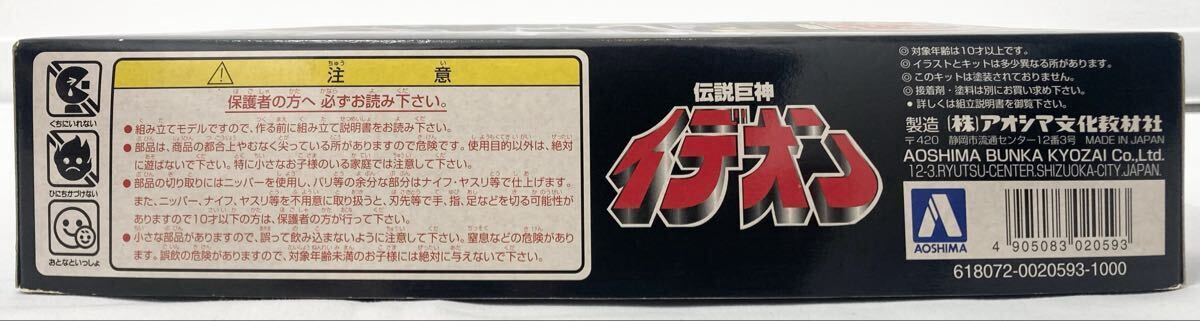 くちにいれない
ひにちかづけない
おとなといっしょ
注意
保護者の方へ 必ずお読み下さい。
●組み立てモデルですので、作る前に組み立て説明書をお読み下さい。
●部品は、商品の都合上やむなく尖っている所がありますので危険です。使用目的以外は、絶対
に遊ばないで下さい。特に小さなお子様のいる家庭では注意して下さい。
●部品の切り取りにはニッパーを使用し、バリ等の余分な部分はナイフ・ヤスリ等で仕上げます。
また、ニッパー、ナイフ、ヤスリ等を不用意に取り扱うと、刃先等で手、指、足などを切る可能性が
ありますので10才以下の方は、保護者の方が行って下さい。
●小さな部品がありますので、誤って飲み込まないように注意して下さい。窒息などの危険があり
ます。誤飲の危険がありますので、対象年齢未満のお子様には絶対に与えないで下さい。
伝説巨神
イデオン
◎対象年齢は10才以上です。
◎イラストとキットは多少異なる所があります。
◎このキットは塗装されておりません。
◎接着剤・塗料は別にお買い求め下さい。
・詳しくは組立説明書を御覧下さい。
製造 (株)アオシマ文化教材社
〒420 静岡市流通センター12番3号 MADE IN JAPAN
AOSHIMA BUNKA KYOZAI Co.,Ltd.
12-3.RYUTSU-CENTER.SHIZUOKA-CITY.JAPAN.
AOSHIMA
4 905083 020593
618072-0020593-1000